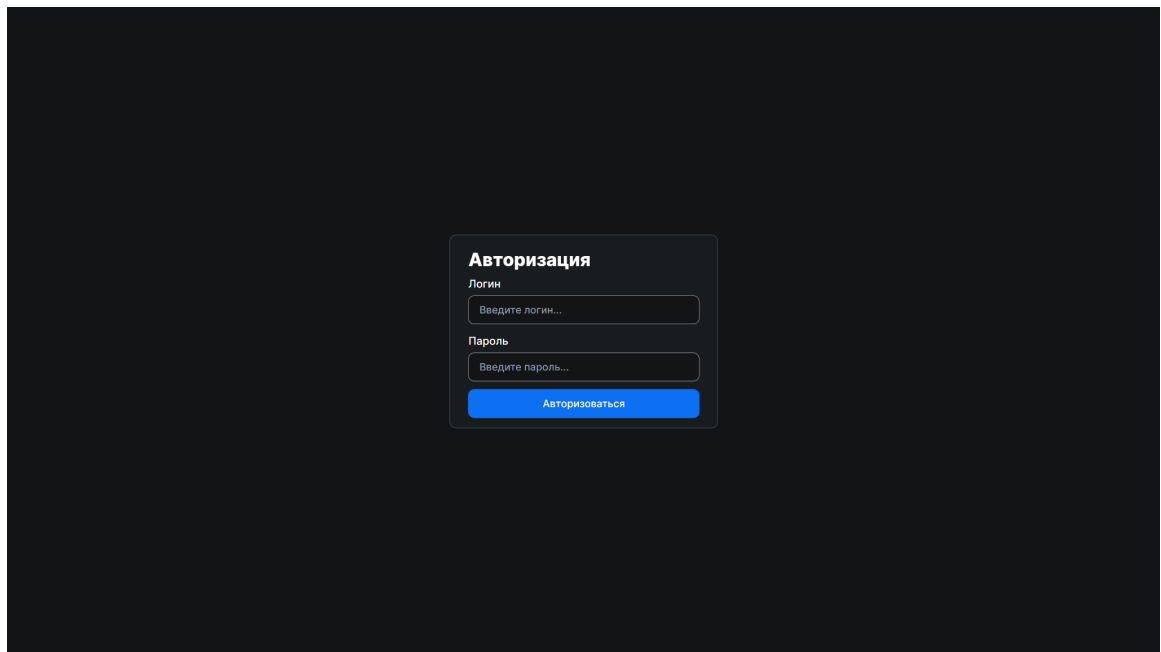 Авторизация
Логин
Введите логин...
Пароль
Введите пароль...
Авторизоваться